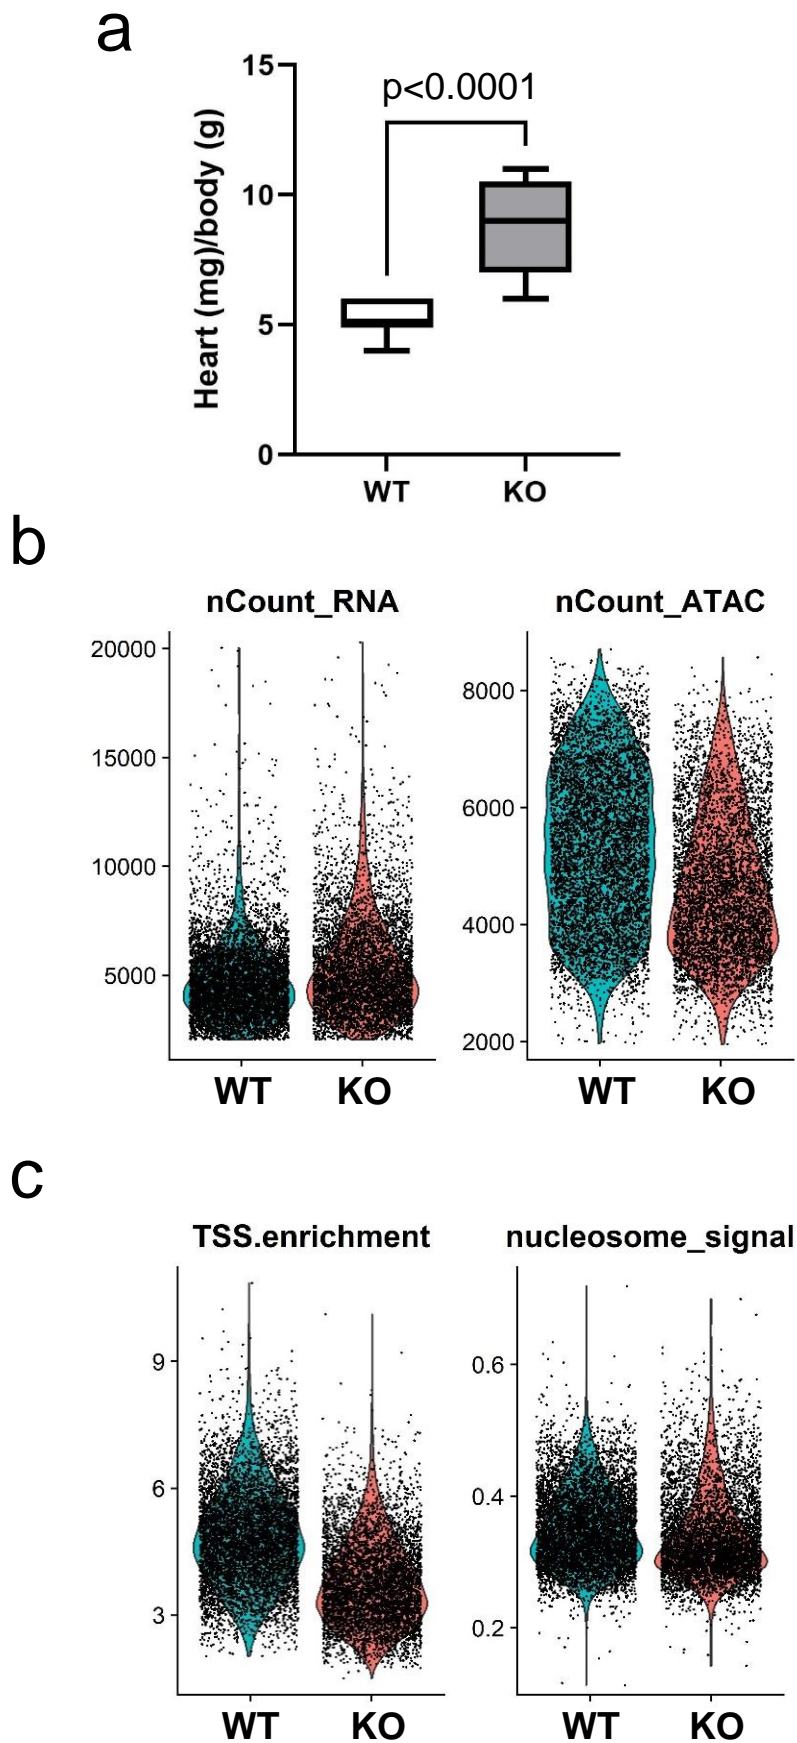 a
15
p<0.0001
10
5
0
Heart (mg)/body (g)
WT KO
b
nCount_RNA nCount_ATAC
20000
15000
10000
5000
8000
6000
4000
2000
WT KO WT KO
c
TSS.enrichment nucleosome_signal
9
6
3
0.6
0.4
0.2
WT KO WT KO